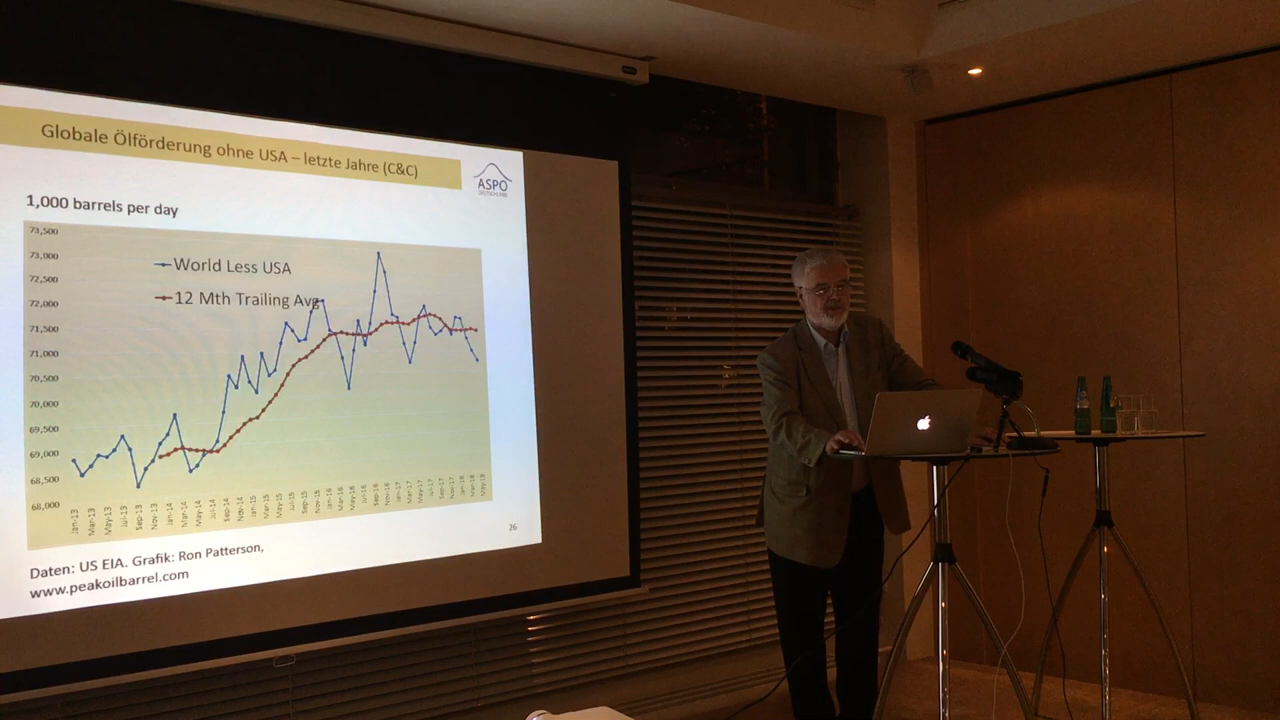 Globale Ölförderung ohne USA – letzte Jahre (C&C)
ASPO
DEUTSCHLAND
1,000 barrels per day
73,500
73,000
72,500
72,000
71,500
71,000
70,500
70,000
69,500
69,000
68,500
68,000
World Less USA
12 Mth Trailing Avg
Jan-13
Mar-13
May-13
Jul-13
Sep-13
Nov-13
Jan-14
Mar-14
May-14
Jul-14
Sep-14
Nov-14
Jan-15
Mar-15
May-15
Jul-15
Sep-15
Nov-15
Jan-16
Mar-16
May-16
Jul-16
Sep-16
Nov-16
Jan-17
Mar-17
May-17
Jul-17
Sep-17
Nov-17
Jan-18
Mar-18
May-18
26
Daten: US EIA. Grafik: Ron Patterson,
www.peakoilbarrel.com